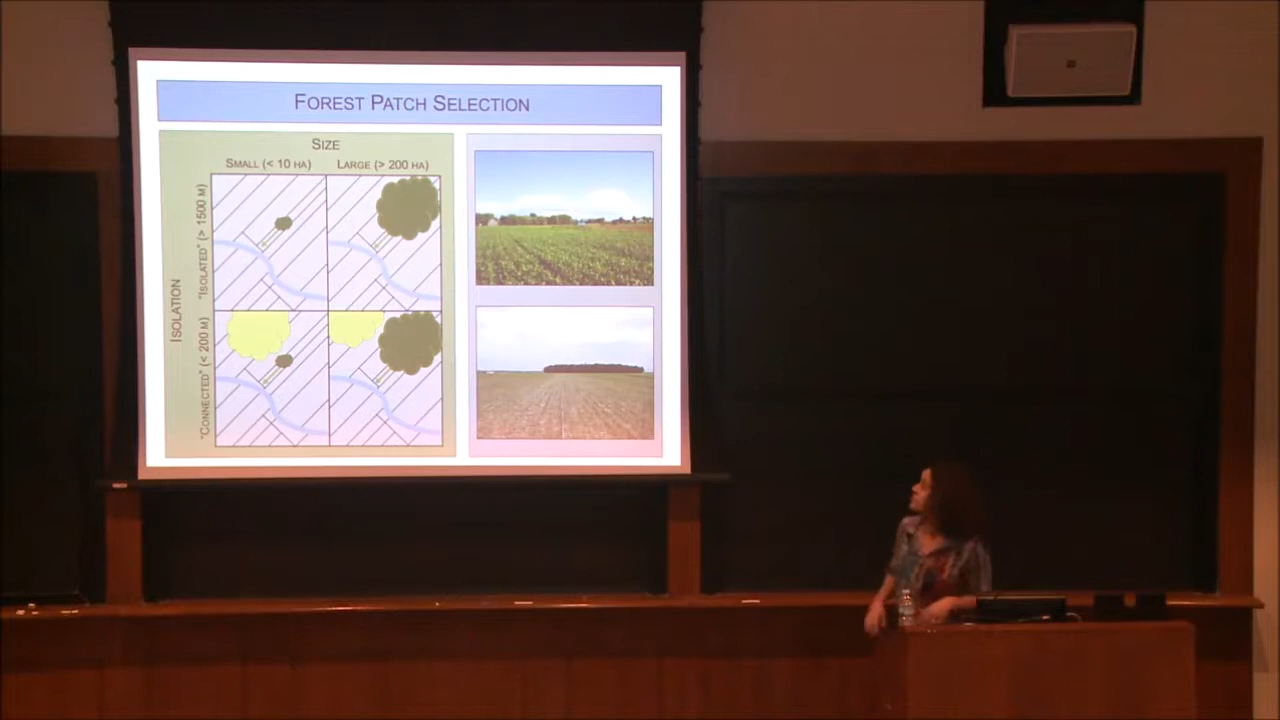 FOREST PATCH SELECTION
SIZE
SMALL (< 10 HA) LARGE (> 200 HA)
ISOLATION
"ISOLATED" (> 1500 M)
"CONNECTED" (< 200 M)